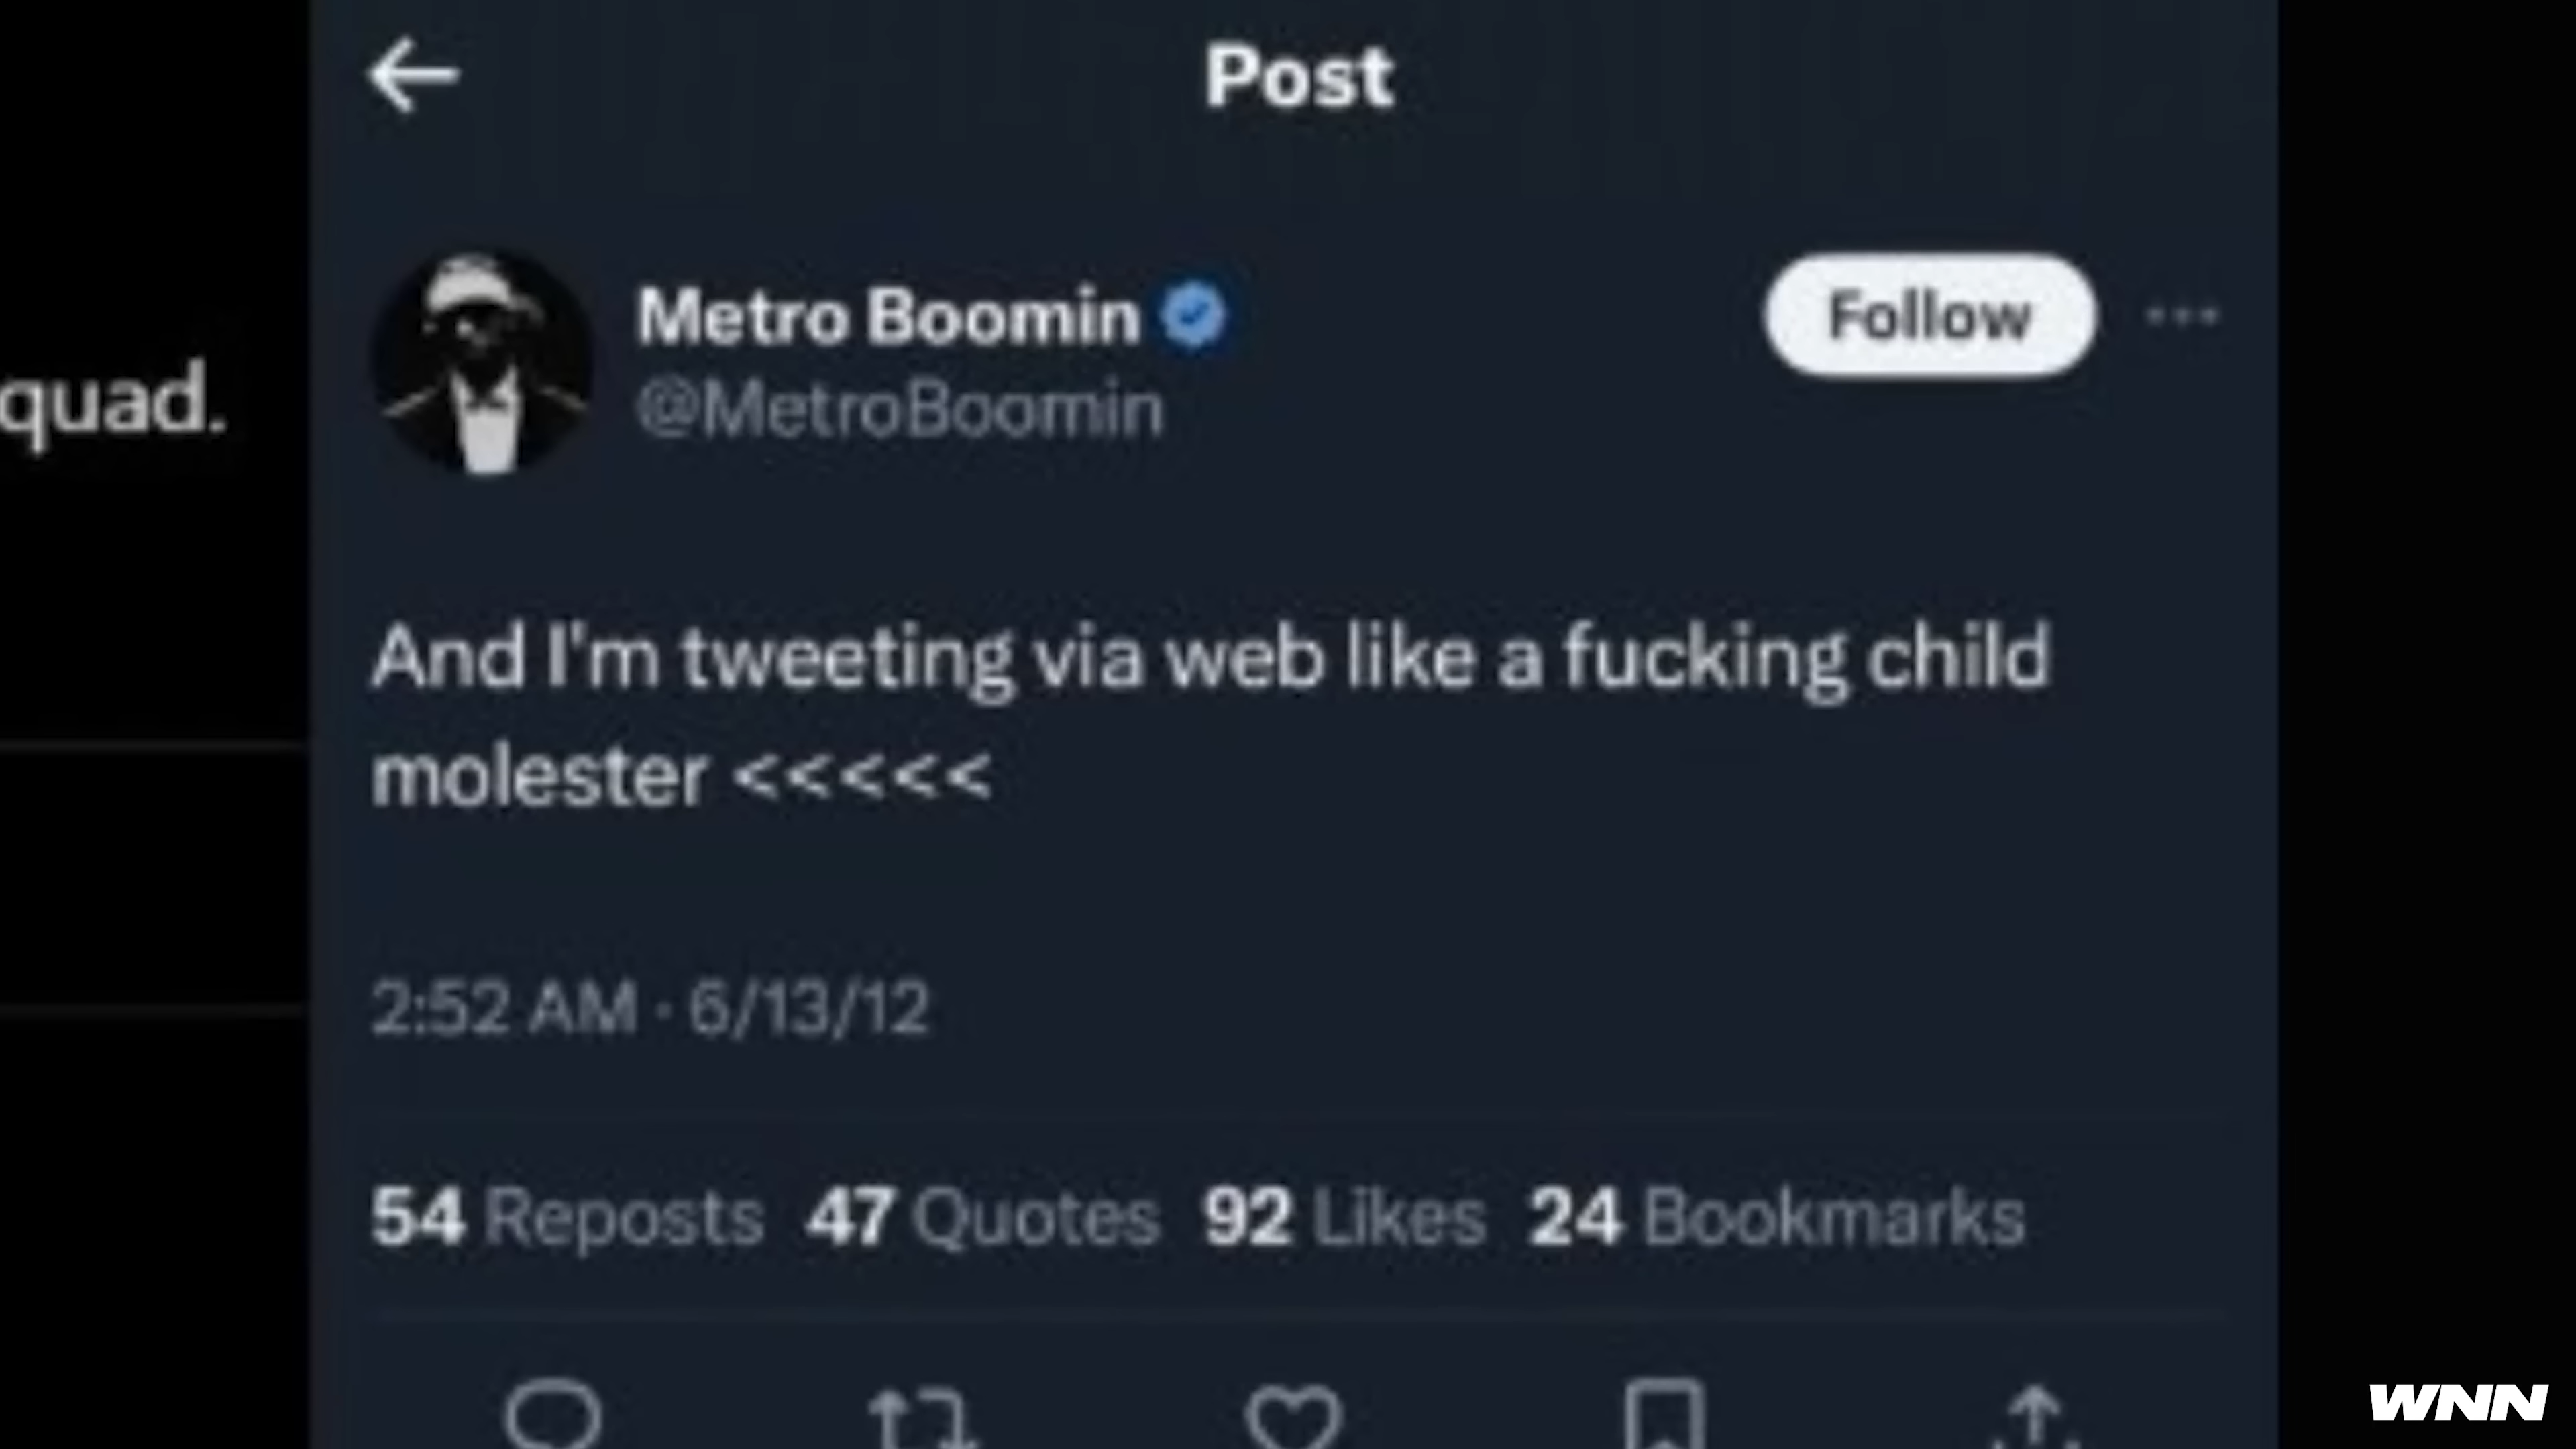 Post
Metro Boomin
Follow
@MetroBoomin
quad.
And I'm tweeting via web like a fucking child
molester <<<<<
2:52 AM · 6/13/12
54 Reposts 47 Quotes 92 Likes 24 Bookmarks
WNN